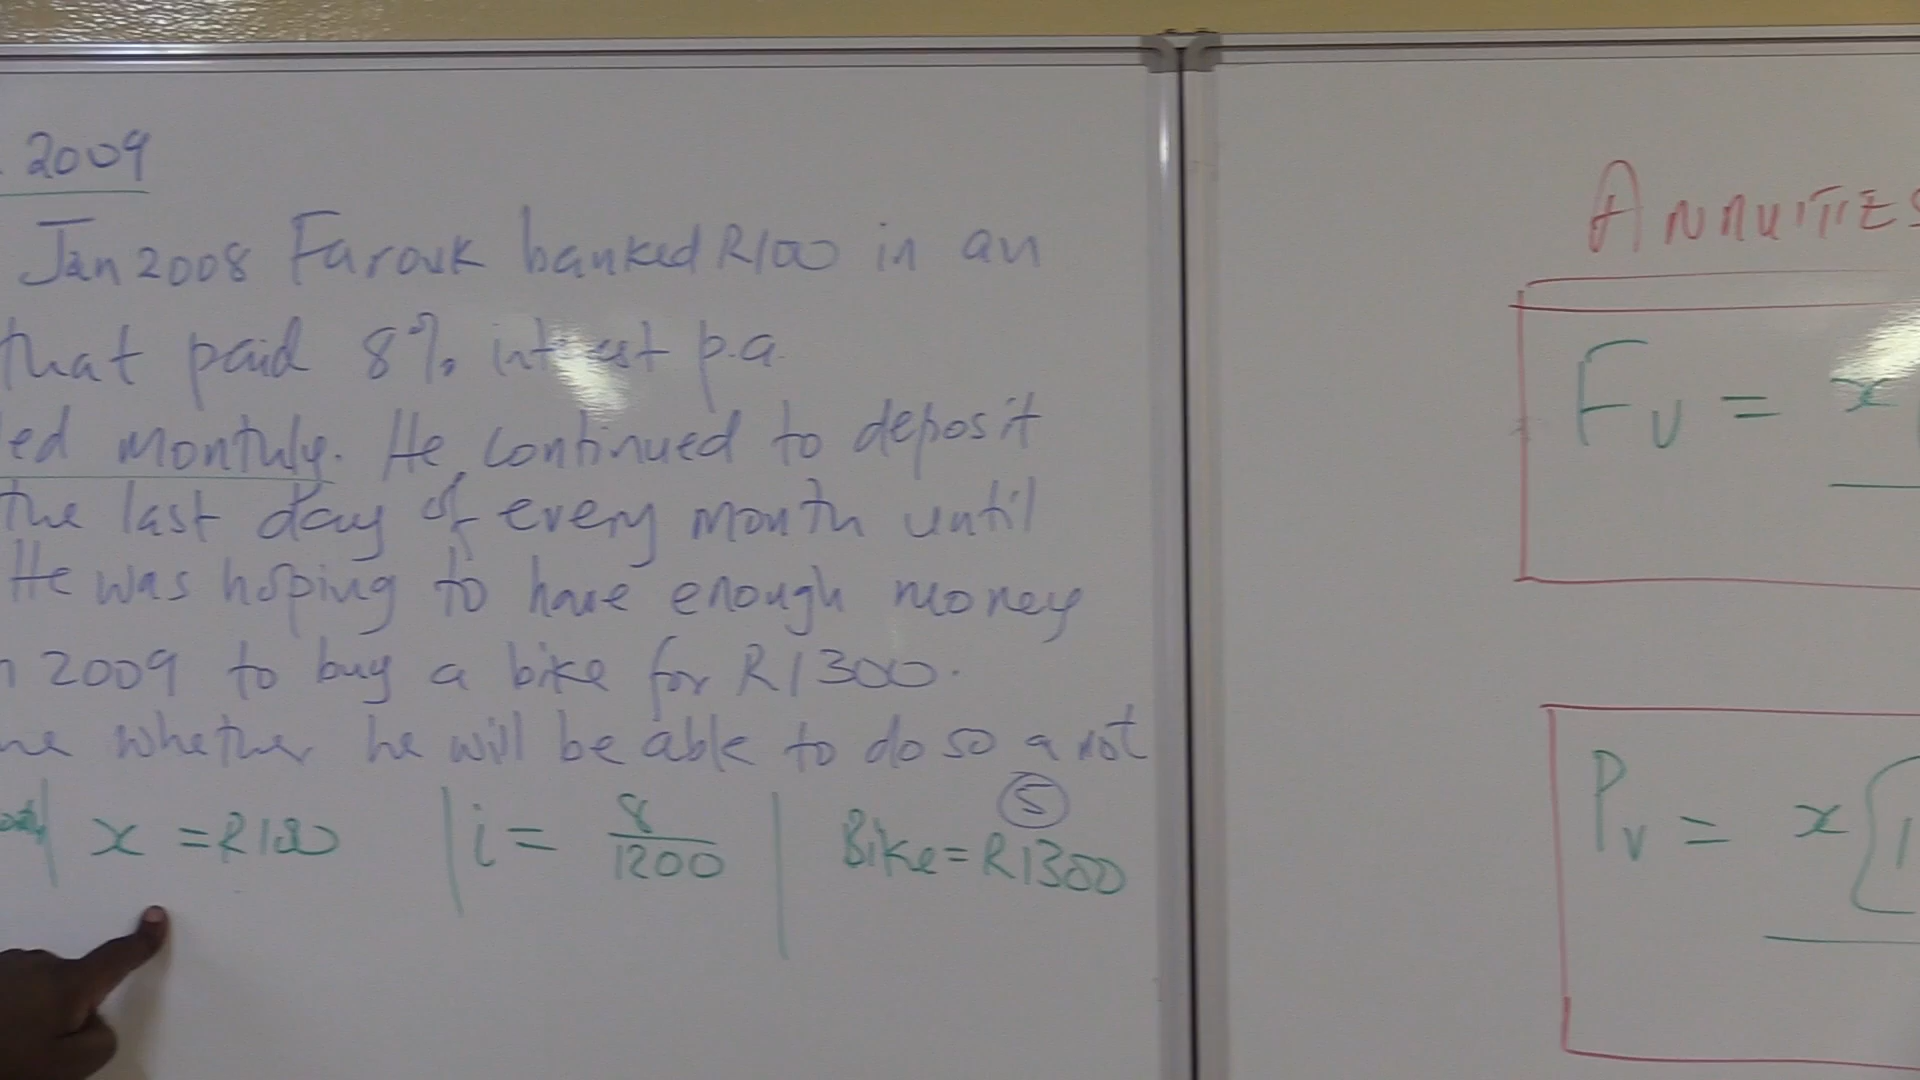 2009
Jan 2008 Farouk banked R100 in an
that paid 8% interest p.a
ed monthly. He continued to deposit
the last day of every month until
He was hoping to have enough money
2009 to buy a bike for R1300.
whether he will be able to do so a not
5
x = R100 | i = 8/1200 | Bike = R1300
ANNUITIES
Fv = x
Pv = x[1